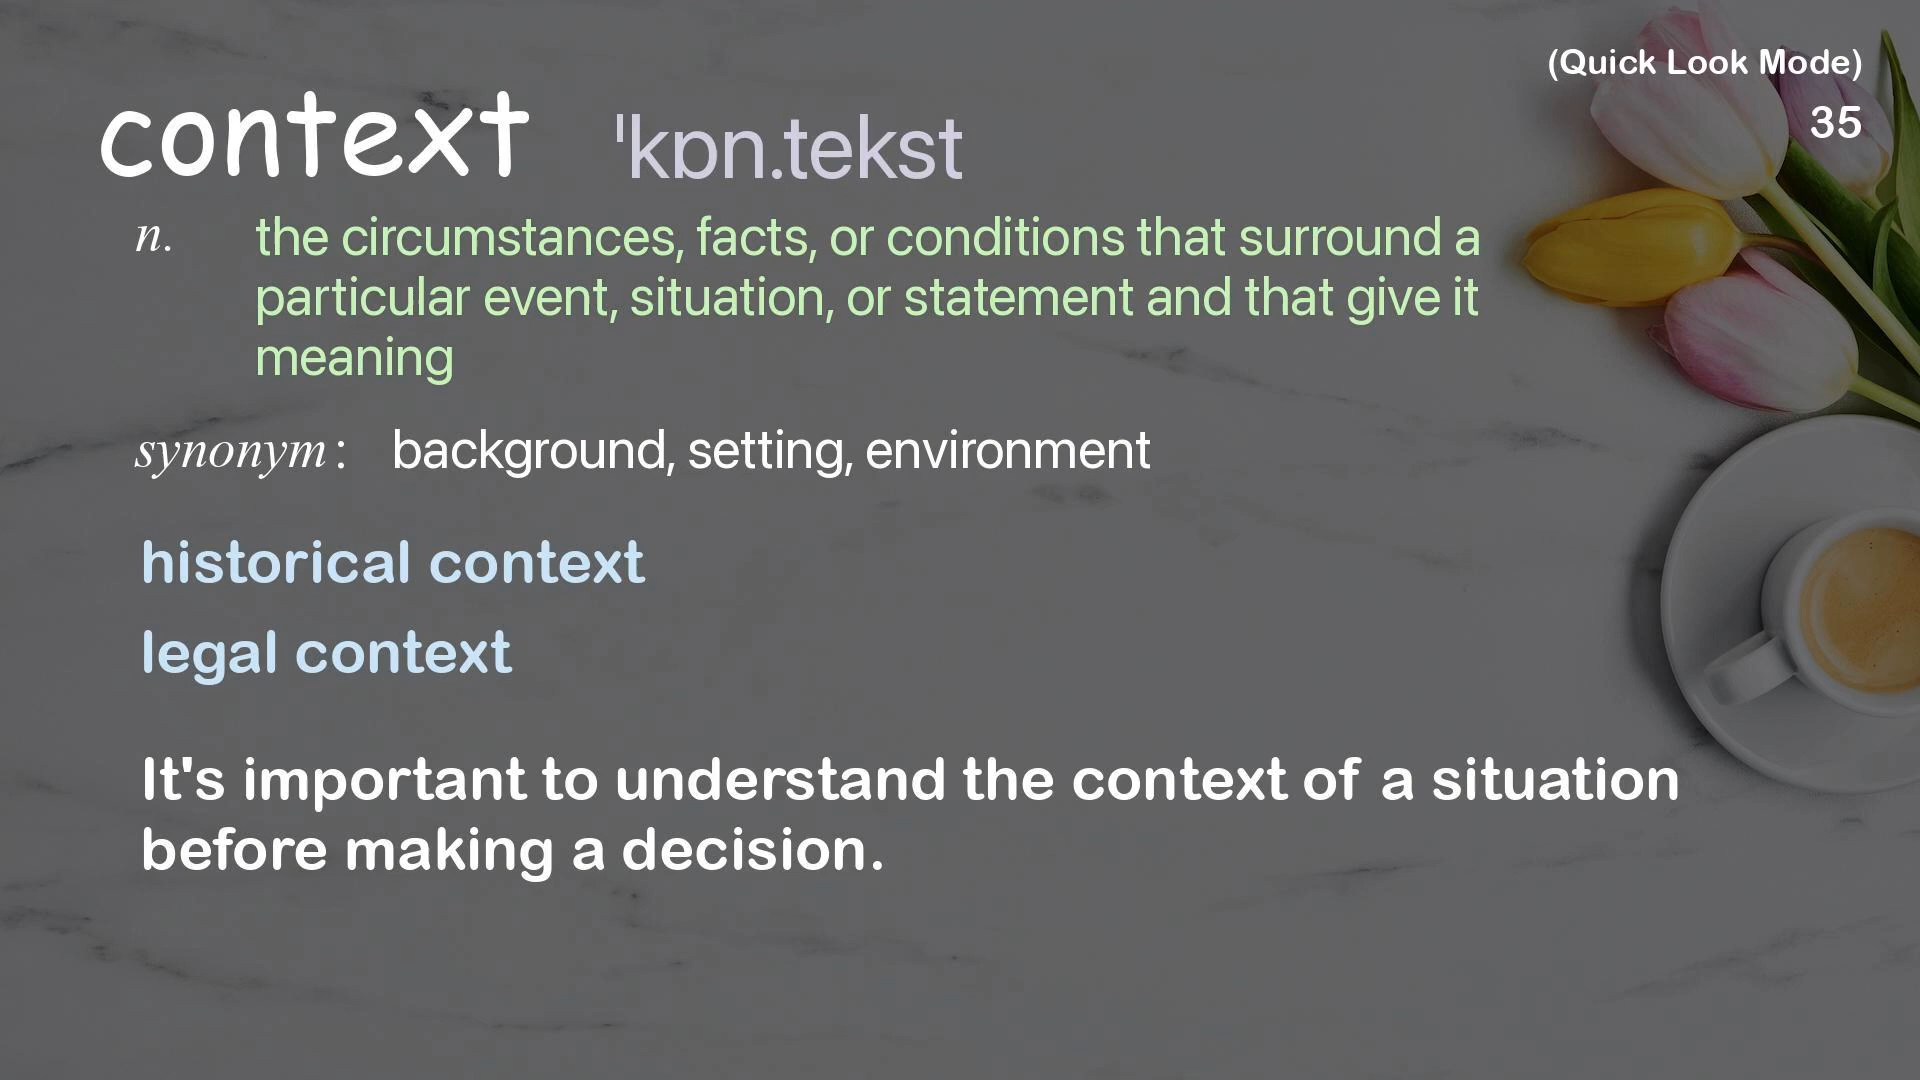 (Quick Look Mode)
35
context ˈkɒn.tekst
n. the circumstances, facts, or conditions that surround a
particular event, situation, or statement and that give it
meaning
synonym: background, setting, environment
historical context
legal context
It's important to understand the context of a situation
before making a decision.